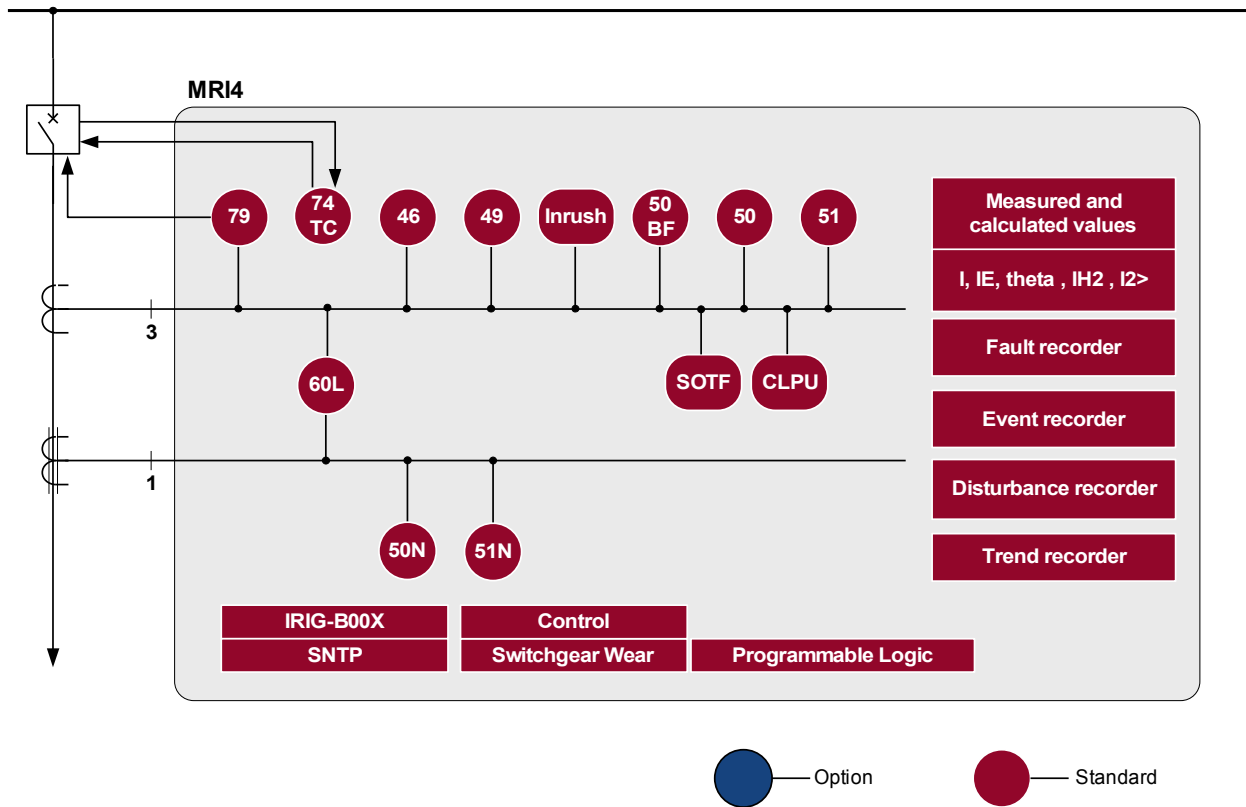 MRI4
79
74
TC
46
49
Inrush
50
BF
50
51
Measured and
calculated values
I, IE, theta , IH2 , I2>
3
Fault recorder
60L
SOTF
CLPU
Event recorder
1
Disturbance recorder
50N
51N
Trend recorder
IRIG-B00X
Control
SNTP
Switchgear Wear
Programmable Logic
Option
Standard